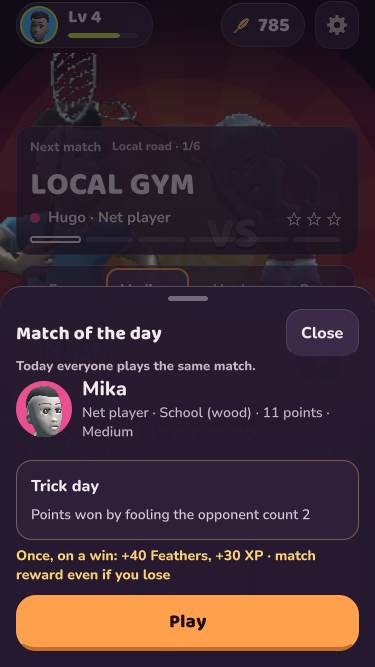 Lv 4
785
Next match Local road · 1/6
LOCAL GYM
Hugo · Net player
VS
Match of the day
Close
Today everyone plays the same match.
Mika
Net player · School (wood) · 11 points ·
Medium
Trick day
Points won by fooling the opponent count 2
Once, on a win: +40 Feathers, +30 XP · match
reward even if you lose
Play